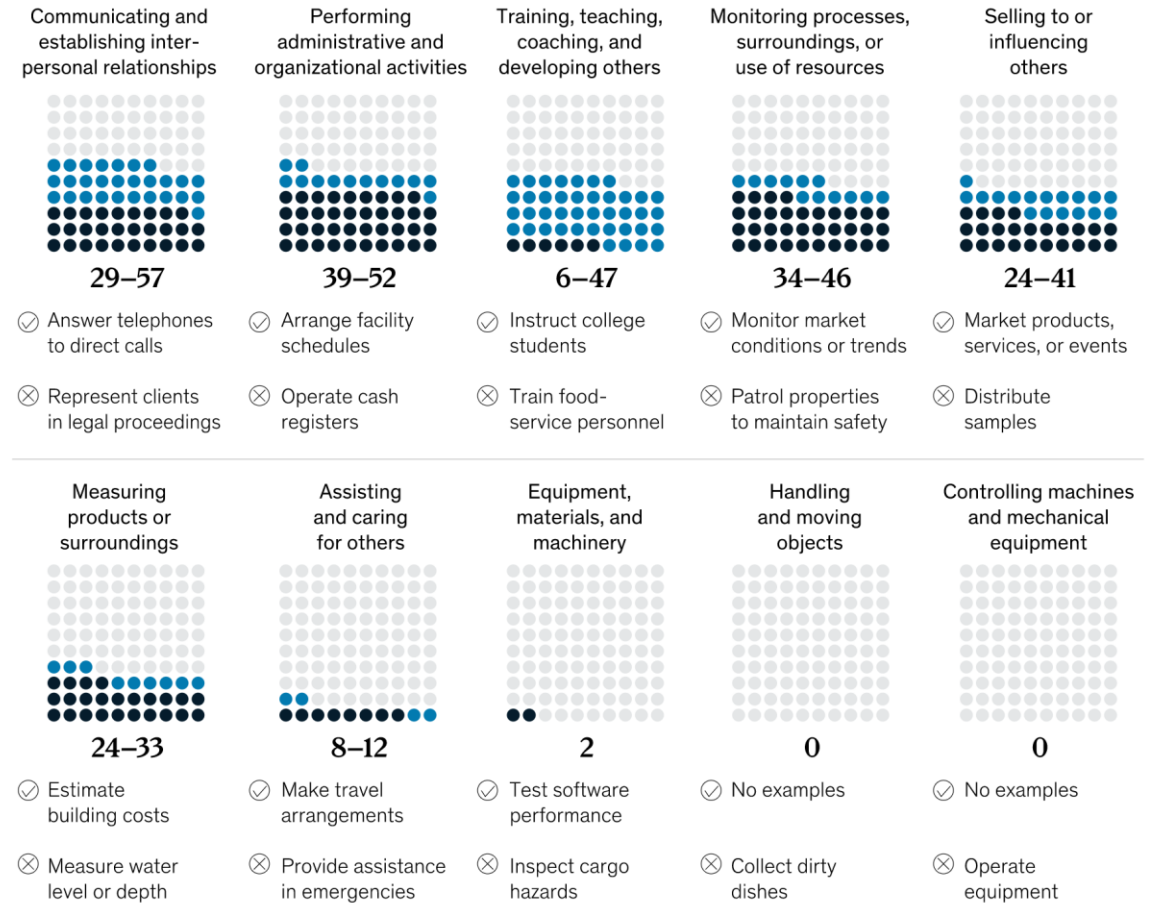 Communicating and
establishing inter-
personal relationships
Performing
administrative and
organizational activities
Training, teaching,
coaching, and
developing others
Monitoring processes,
surroundings, or
use of resources
Selling to or
influencing
others
29–57
39–52
6–47
34–46
24–41
Answer telephones
to direct calls
Arrange facility
schedules
Instruct college
students
Monitor market
conditions or trends
Market products,
services, or events
Represent clients
in legal proceedings
Operate cash
registers
Train food-
service personnel
Patrol properties
to maintain safety
Distribute
samples
Measuring
products or
surroundings
Assisting
and caring
for others
Equipment,
materials, and
machinery
Handling
and moving
objects
Controlling machines
and mechanical
equipment
24–33
8–12
2
0
0
Estimate
building costs
Make travel
arrangements
Test software
performance
No examples
No examples
Measure water
level or depth
Provide assistance
in emergencies
Inspect cargo
hazards
Collect dirty
dishes
Operate
equipment